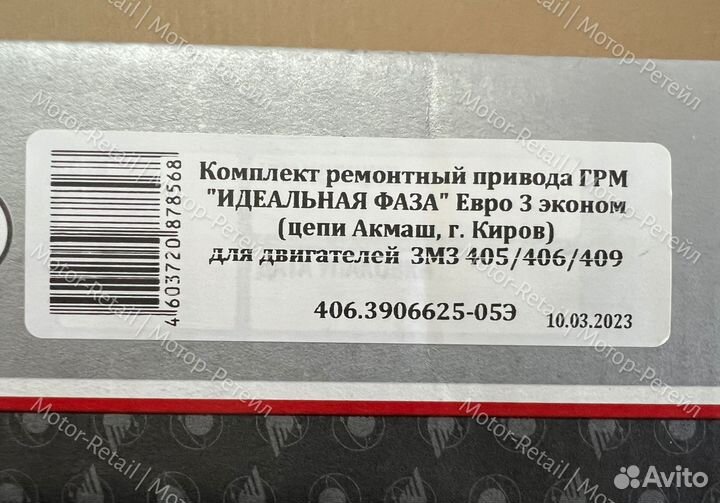 Комплект ремонтный привода ГРМ
"ИДЕАЛЬНАЯ ФАЗА" Евро 3 эконом
(цепи Акмаш, г. Киров)
для двигателей ЗМЗ 405/406/409
406.3906625-05Э
10.03.2023
4603720878568
Motor-Retail | Мотор-Ретейл
Avito